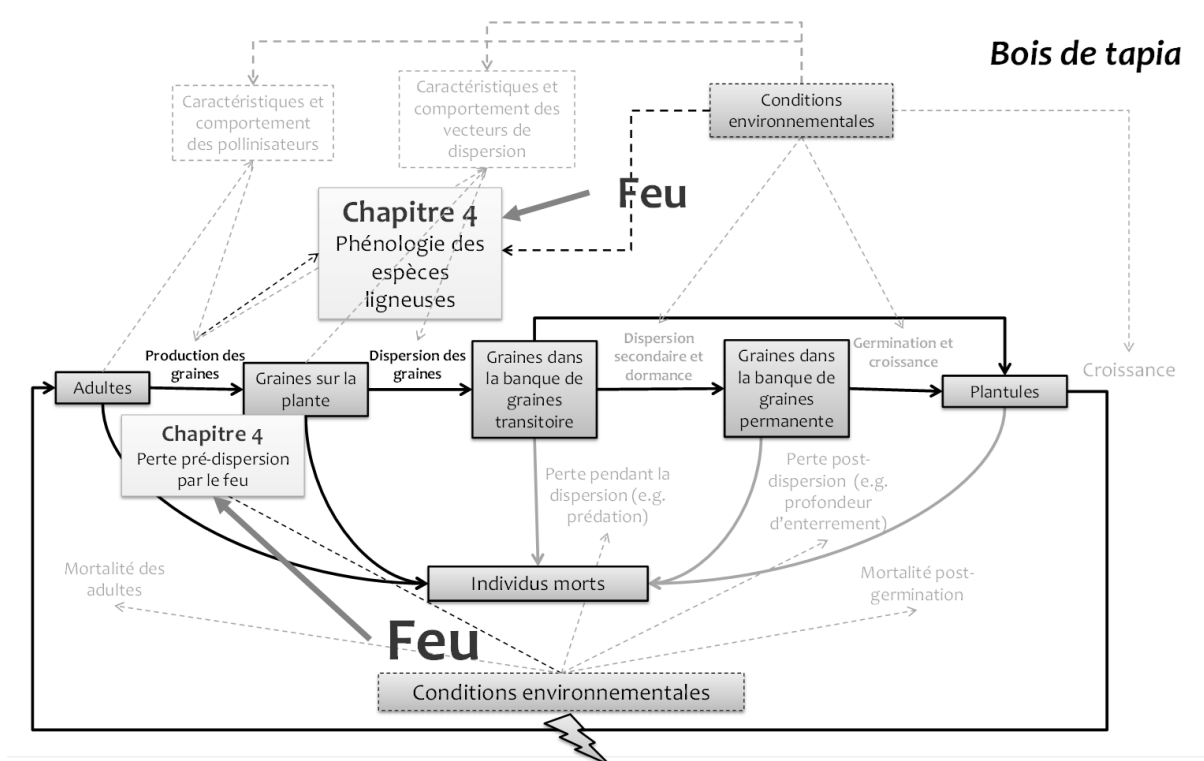 Bois de tapia
Caractéristiques et
comportement
des pollinisateurs
Caractéristiques et
comportement des
vecteurs de
dispersion
Conditions
environnementales
Feu
Chapitre 4
Phénologie des
espèces
ligneuses
Production des
graines
Dispersion des
graines
Dispersion
secondaire et
dormance
Germination et
croissance
Croissance
Adultes
Graines sur la
plante
Graines dans
la banque de
graines
transitoire
Graines dans
la banque de
graines
permanente
Plantules
Chapitre 4
Perte pré-dispersion
par le feu
Perte pendant la
dispersion (e.g.
prédation)
Perte post-
dispersion (e.g.
profondeur
d'enterrement)
Mortalité des
adultes
Individus morts
Mortalité post-
germination
Feu
Conditions environnementales